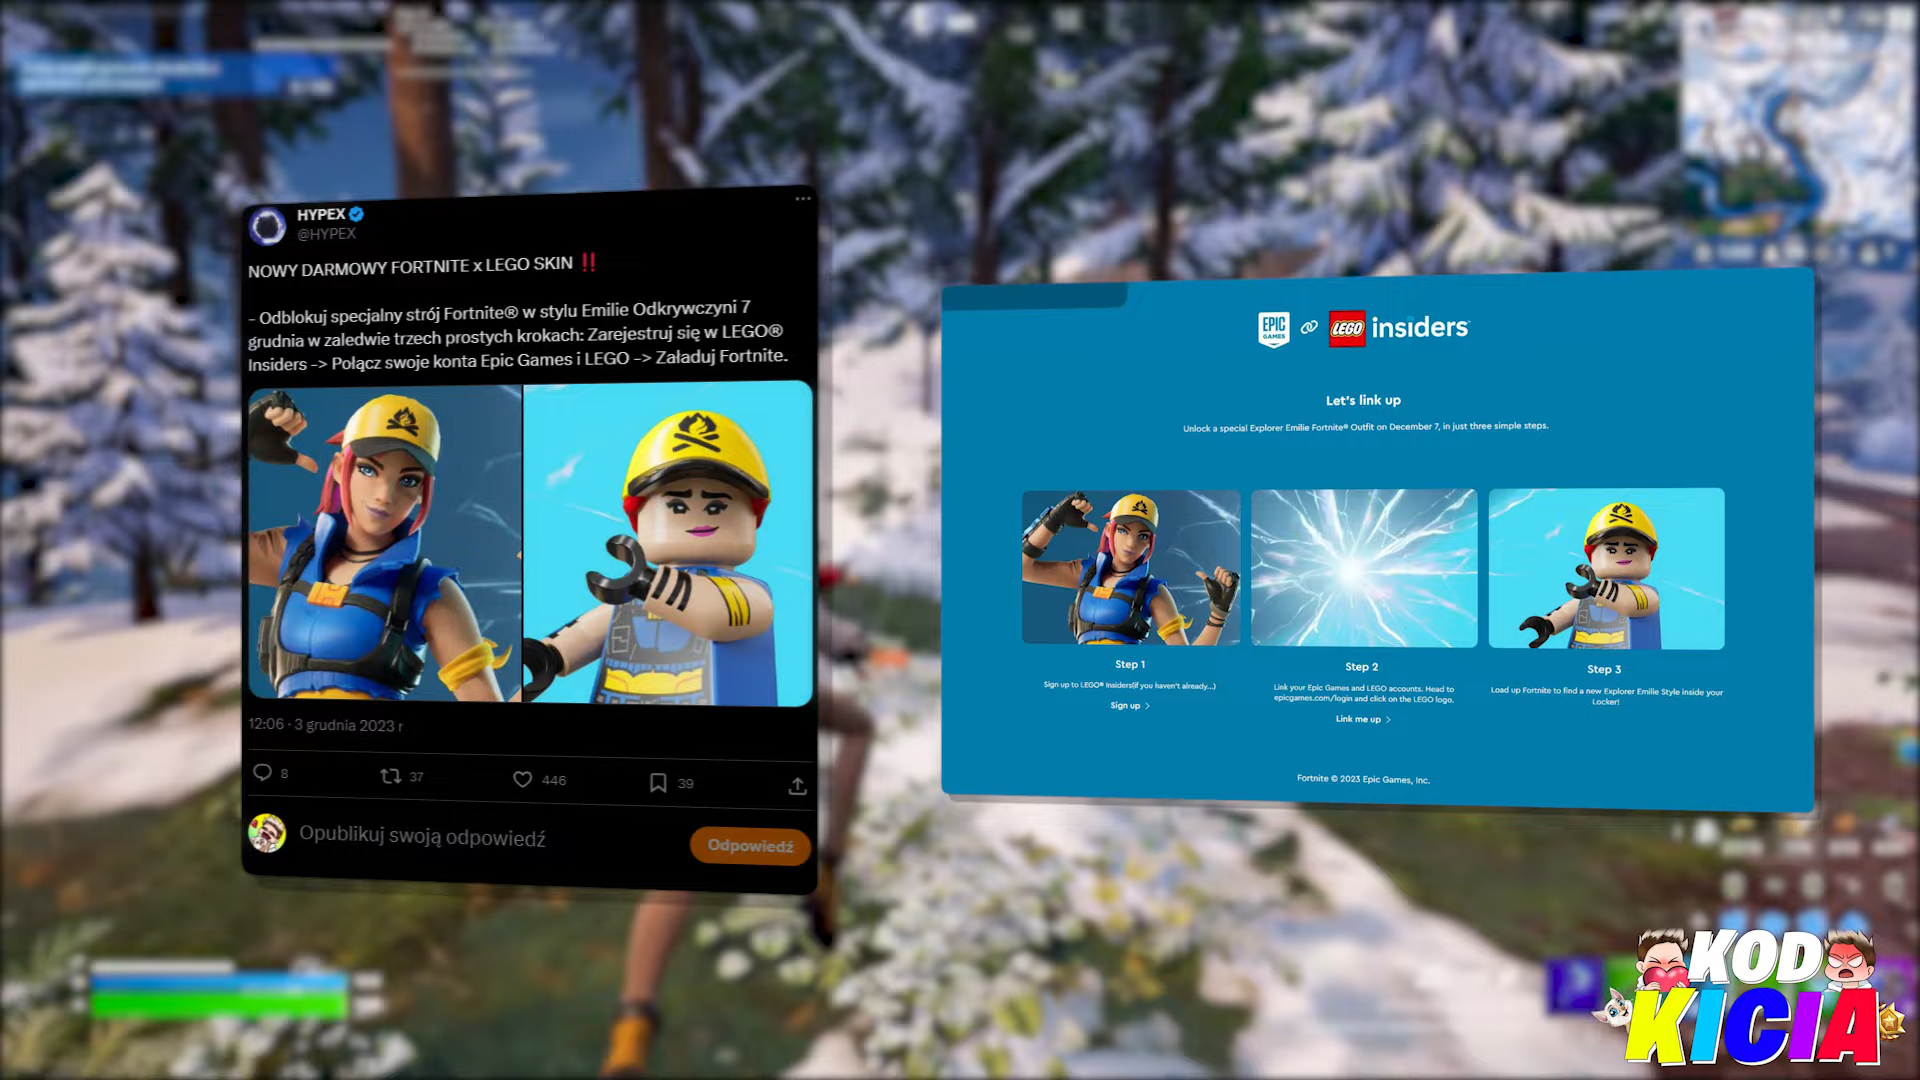 HYPEX
@HYPEX
NOWY DARMOWY FORTNITE x LEGO SKIN ‼️
- Odblokuj specjalny strój Fortnite® w stylu Emilie Odkrywczyni 7
grudnia w zaledwie trzech prostych krokach: Zarejestruj się w LEGO®
Insiders -> Połącz swoje konta Epic Games i LEGO -> Załaduj Fortnite.
12:06 · 3 grudnia 2023 r
8
37
446
39
Opublikuj swoją odpowiedź
Odpowiedź
EPIC
GAMES
LEGO insiders
Let's link up
Unlock a special Explorer Emilie Fortnite® Outfit on December 7, in just three simple steps.
Step 1
Sign up to LEGO® Insiders(if you haven't already...)
Sign up >
Step 2
Link your Epic Games and LEGO accounts. Head to
epicgames.com/login and click on the LEGO logo.
Link me up >
Step 3
Load up Fortnite to find a new Explorer Emilie Style inside your
Locker!
Fortnite © 2023 Epic Games, Inc.
KOD
KICIA